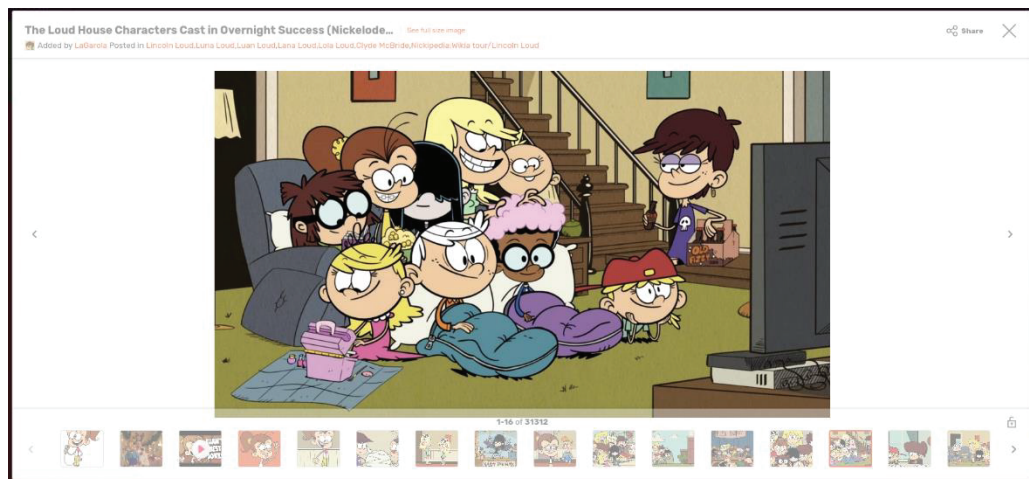 The Loud House Characters Cast in Overnight Success (Nickelode... See full size image
Added by LaGarcia Posted in Lincoln Loud,Luna Loud,Luan Loud,Lana Loud,Lola Loud,Clyde McBride,Nickipedia,Wikia tour/Lincoln Loud
Share
1-16 of 31312